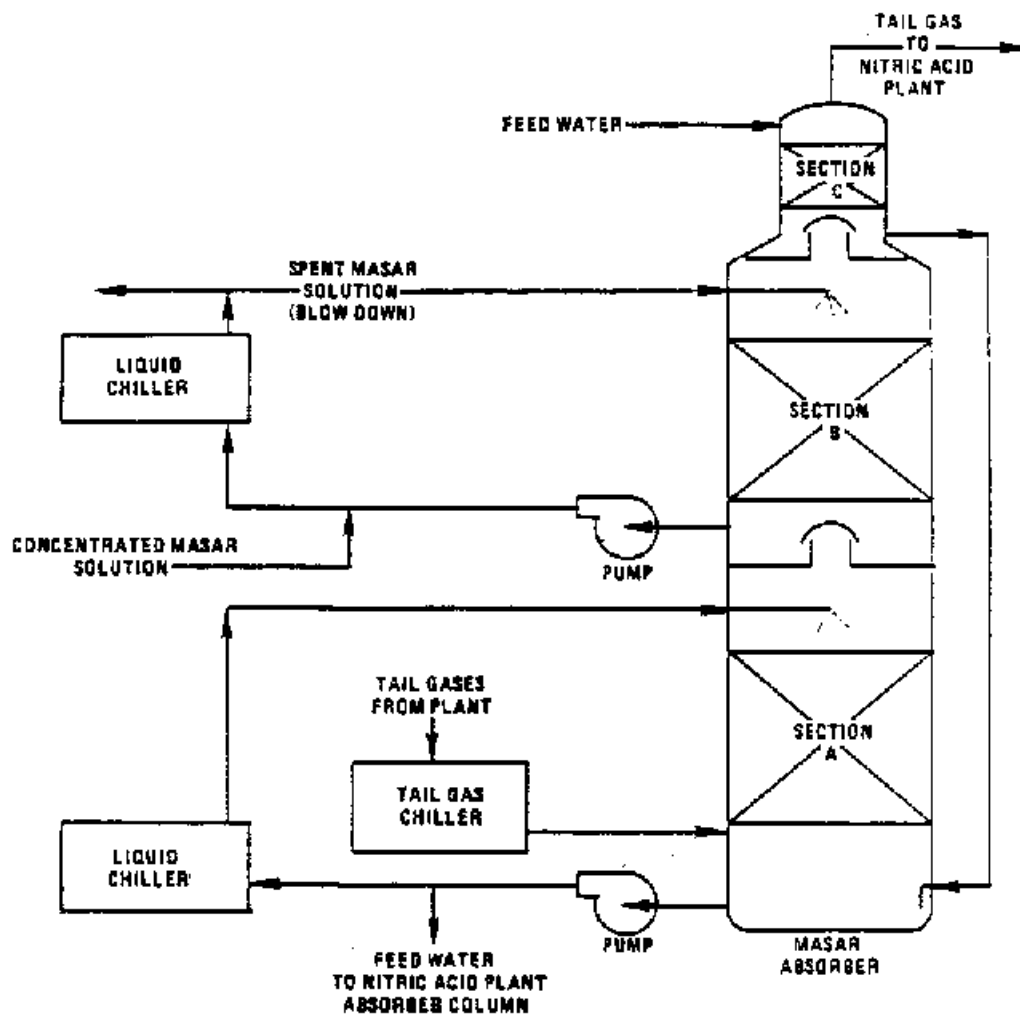 TAIL GAS
TO
NITRIC ACID
PLANT
FEED WATER
SECTION
C
SPENT MASAR
SOLUTION
(BLOW DOWN)
LIQUID
CHILLER
SECTION
B
CONCENTRATED MASAR
SOLUTION
PUMP
TAIL GASES
FROM PLANT
SECTION
A
TAIL GAS
CHILLER
LIQUID
CHILLER
PUMP
MASAR
ABSORBER
FEED WATER
TO NITRIC ACID PLANT
ABSORBER COLUMN